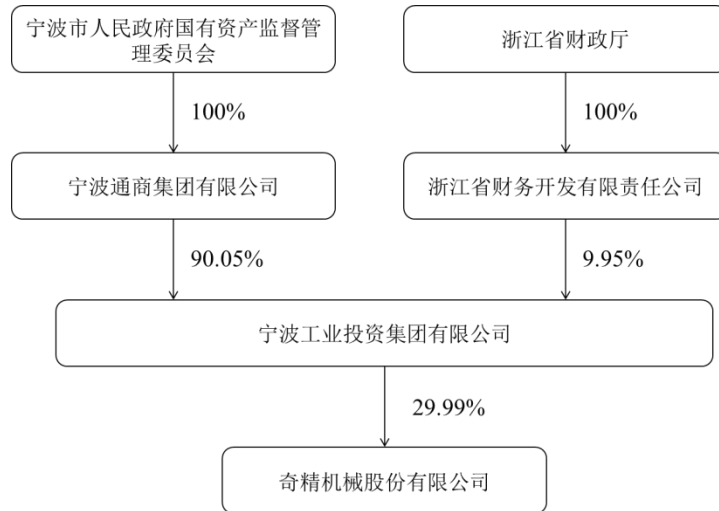 宁波市人民政府国有资产监督管
理委员会
浙江省财政厅
100%
100%
宁波通商集团有限公司
浙江省财务开发有限责任公司
90.05%
9.95%
宁波工业投资集团有限公司
29.99%
奇精机械股份有限公司